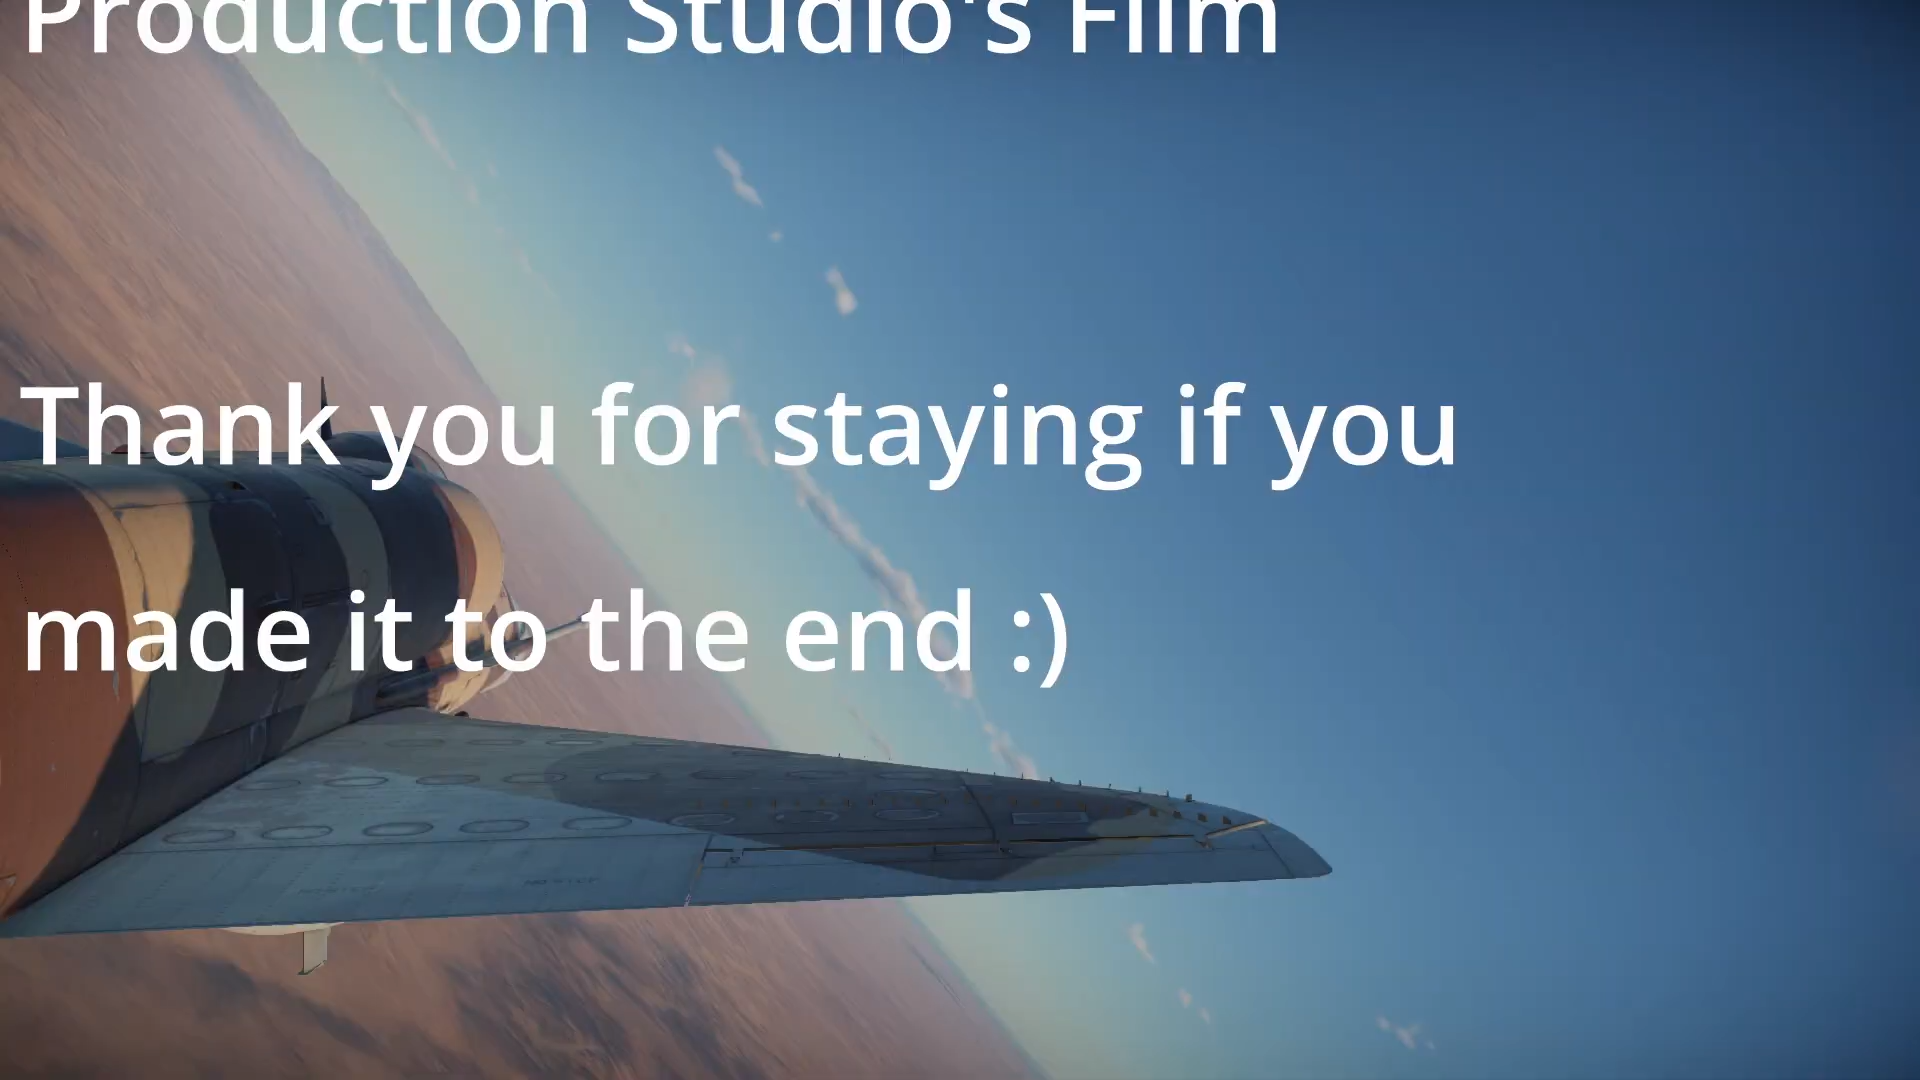 Production Studio's Film
Thank you for staying if you
made it to the end :)